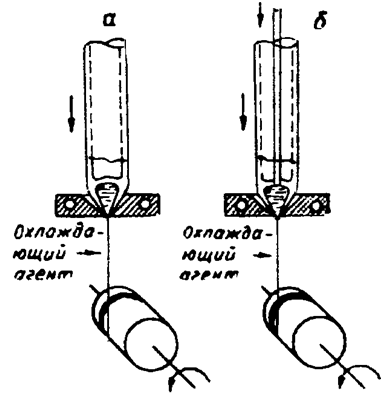 а
б
Охлажда-
ющий
агент
Охлажда-
ющий
агент